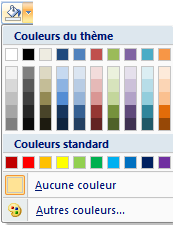 Couleurs du thème
Couleurs standard
Aucune couleur
Autres couleurs...